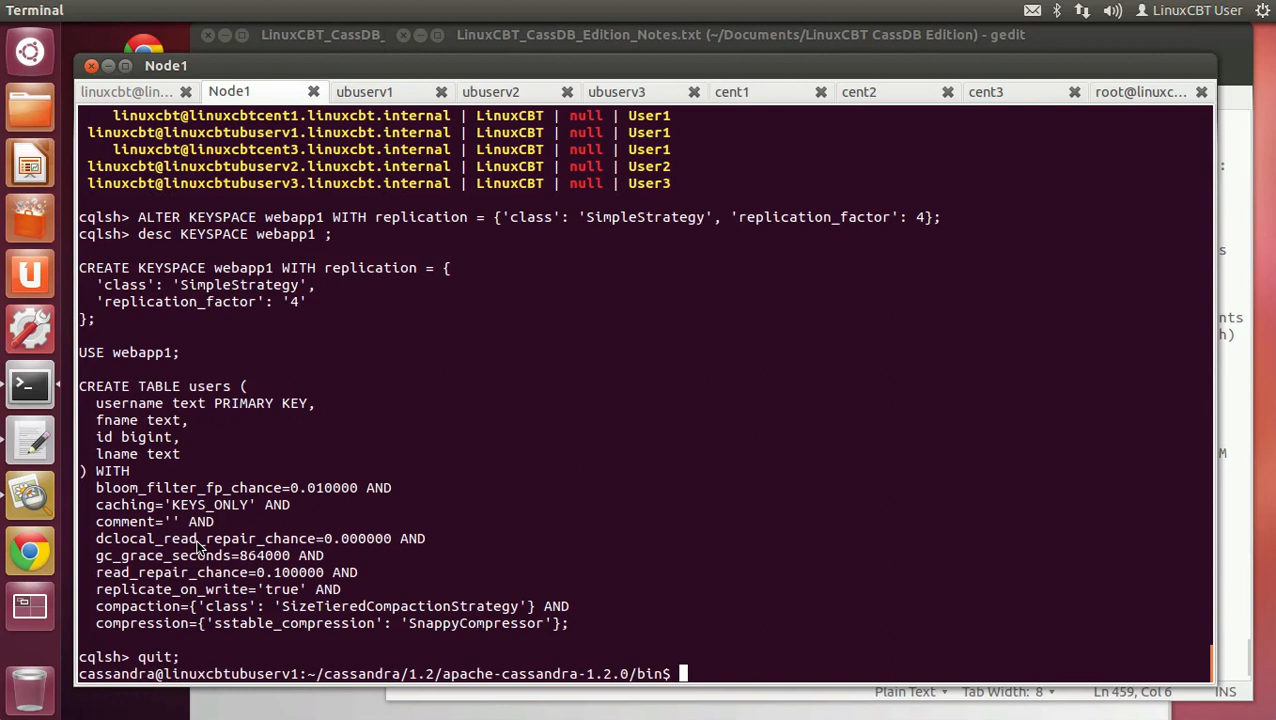 Terminal
LinuxCBT User
LinuxCBT_CassDB_
LinuxCBT_CassDB_Edition_Notes.txt (~/Documents/LinuxCBT CassDB Edition) - gedit
Node1
linuxcbt@lin...
Node1
ubuserv1
ubuserv2
ubuserv3
cent1
cent2
cent3
root@linuxc...
linuxcbt@linuxcbtcent1.linuxcbt.internal | LinuxCBT | null | User1
linuxcbt@linuxcbtubuserv1.linuxcbt.internal | LinuxCBT | null | User1
linuxcbt@linuxcbtcent3.linuxcbt.internal | LinuxCBT | null | User1
linuxcbt@linuxcbtubuserv2.linuxcbt.internal | LinuxCBT | null | User2
linuxcbt@linuxcbtubuserv3.linuxcbt.internal | LinuxCBT | null | User3
cqlsh> ALTER KEYSPACE webapp1 WITH replication = {'class': 'SimpleStrategy', 'replication_factor': 4};
cqlsh> desc KEYSPACE webapp1 ;
CREATE KEYSPACE webapp1 WITH replication = {
'class': 'SimpleStrategy',
'replication_factor': '4'
};
USE webapp1;
CREATE TABLE users (
username text PRIMARY KEY,
fname text,
id bigint,
lname text
) WITH
bloom_filter_fp_chance=0.010000 AND
caching='KEYS_ONLY' AND
comment='' AND
dclocal_read_repair_chance=0.000000 AND
gc_grace_seconds=864000 AND
read_repair_chance=0.100000 AND
replicate_on_write='true' AND
compaction={'class': 'SizeTieredCompactionStrategy'} AND
compression={'sstable_compression': 'SnappyCompressor'};
cqlsh> quit;
cassandra@linuxcbtubuserv1:~/cassandra/1.2/apache-cassandra-1.2.0/bin$
:
s
nts
h)
M
Plain Text
Tab Width: 8
Ln 459, Col 6
INS